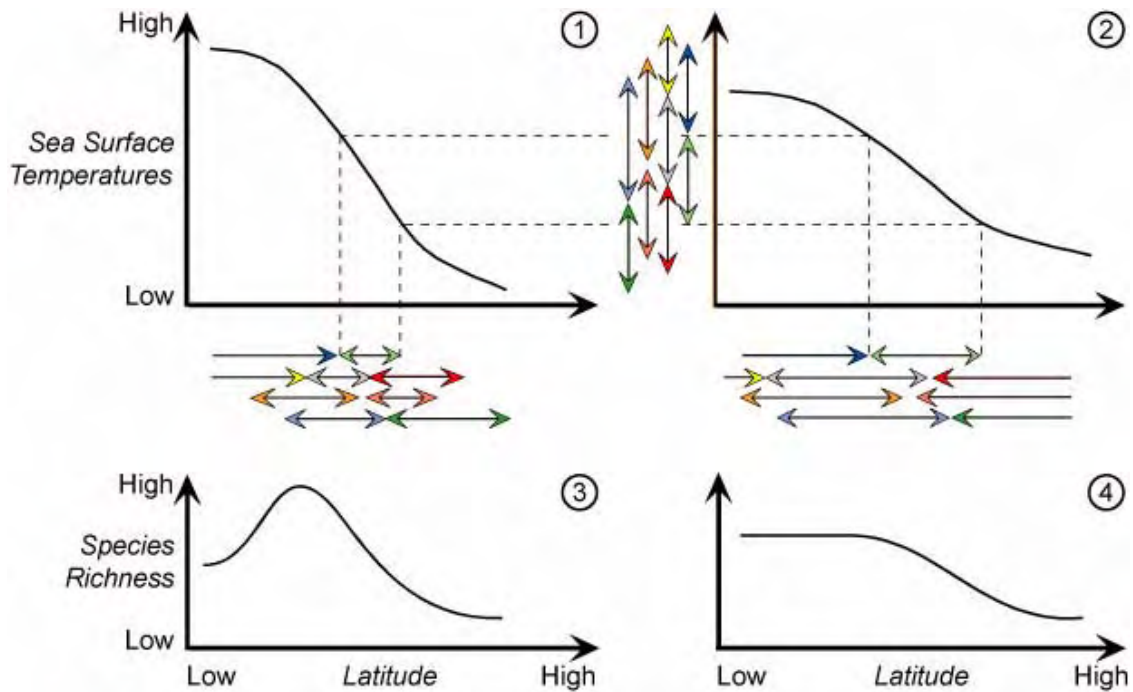 High
1
2
Sea Surface
Temperatures
Low
High
3
4
Species
Richness
Low
Low
Latitude
High
Low
Latitude
High